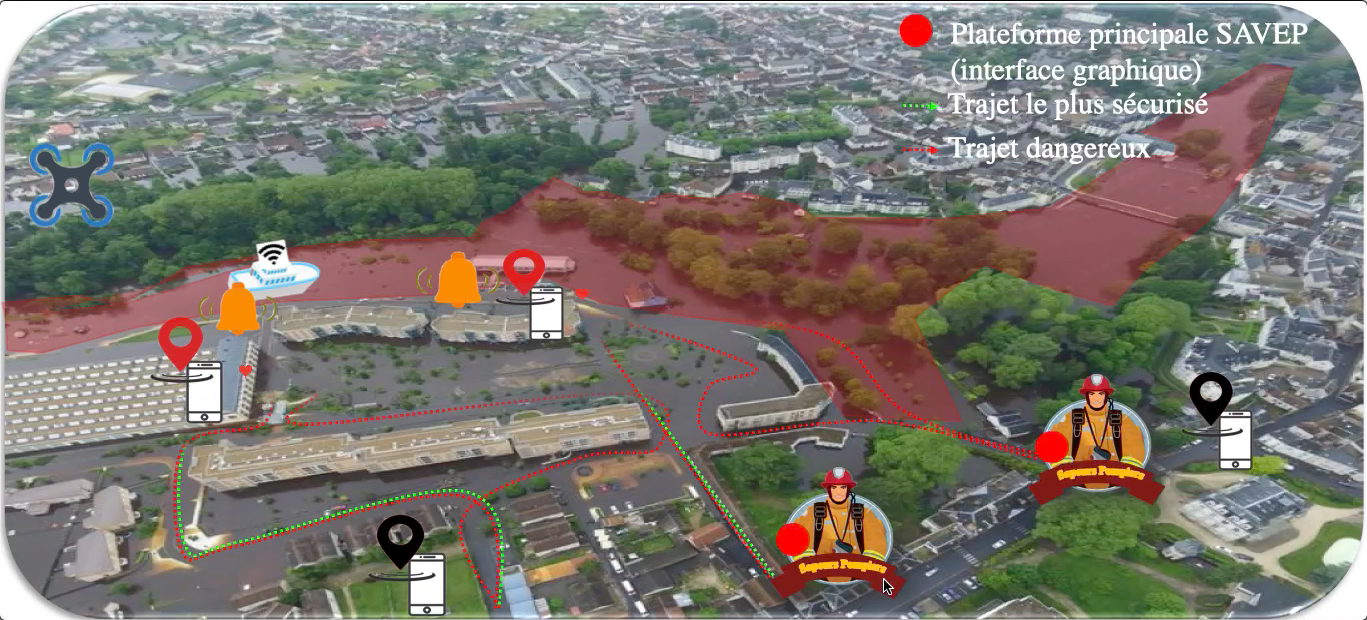 Plateforme principale SAVEP
(interface graphique)
Trajet le plus sécurisé
Trajet dangereux
Sapeurs Pompiers
Sapeurs Pompiers